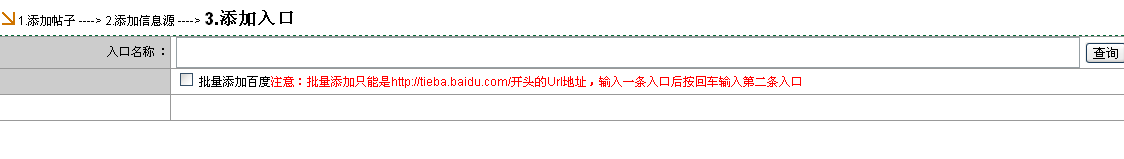 1.添加帖子 ----> 2.添加信息源 ----> 3.添加入口
入口名称 ： 查询
批量添加百度注意：批量添加只能是http://tieba.baidu.com/开头的Url地址，输入一条入口后按回车输入第二条入口